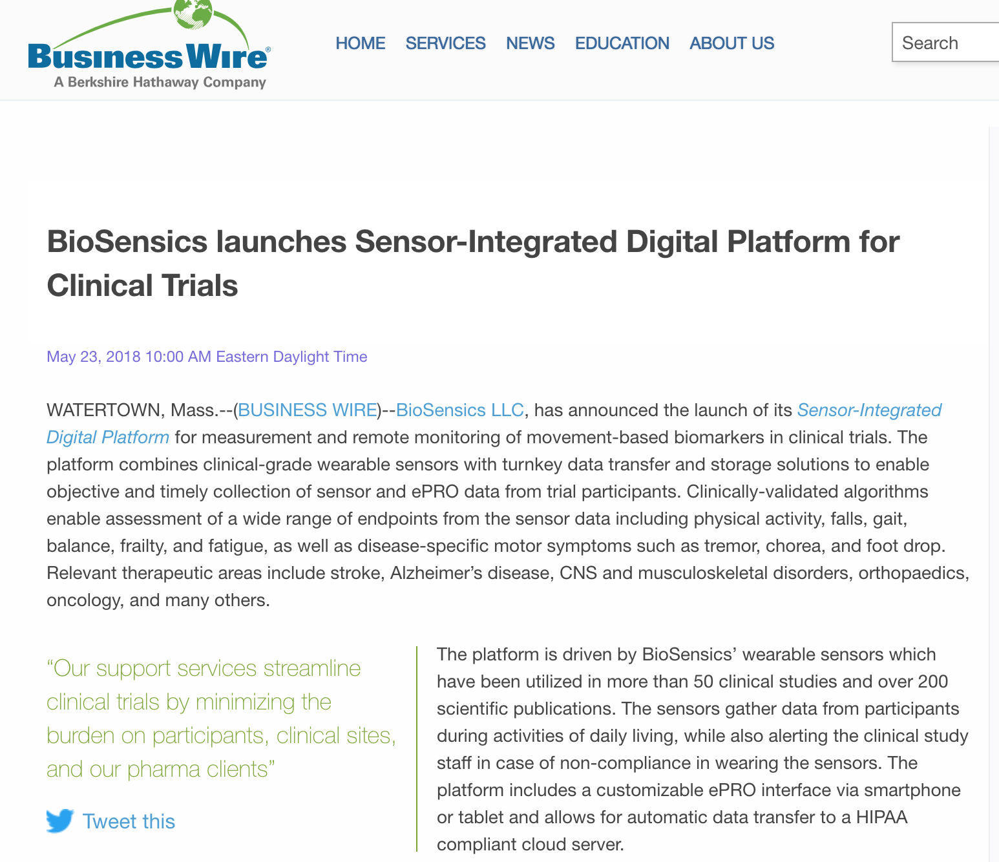 Business Wire®
A Berkshire Hathaway Company
HOME SERVICES NEWS EDUCATION ABOUT US
Search
BioSensics launches Sensor-Integrated Digital Platform for
Clinical Trials
May 23, 2018 10:00 AM Eastern Daylight Time
WATERTOWN, Mass.--(BUSINESS WIRE)--BioSensics LLC, has announced the launch of its Sensor-Integrated
Digital Platform for measurement and remote monitoring of movement-based biomarkers in clinical trials. The
platform combines clinical-grade wearable sensors with turnkey data transfer and storage solutions to enable
objective and timely collection of sensor and ePRO data from trial participants. Clinically-validated algorithms
enable assessment of a wide range of endpoints from the sensor data including physical activity, falls, gait,
balance, frailty, and fatigue, as well as disease-specific motor symptoms such as tremor, chorea, and foot drop.
Relevant therapeutic areas include stroke, Alzheimer’s disease, CNS and musculoskeletal disorders, orthopaedics,
oncology, and many others.
“Our support services streamline
clinical trials by minimizing the
burden on participants, clinical sites,
and our pharma clients”
Tweet this
The platform is driven by BioSensics’ wearable sensors which
have been utilized in more than 50 clinical studies and over 200
scientific publications. The sensors gather data from participants
during activities of daily living, while also alerting the clinical study
staff in case of non-compliance in wearing the sensors. The
platform includes a customizable ePRO interface via smartphone
or tablet and allows for automatic data transfer to a HIPAA
compliant cloud server.